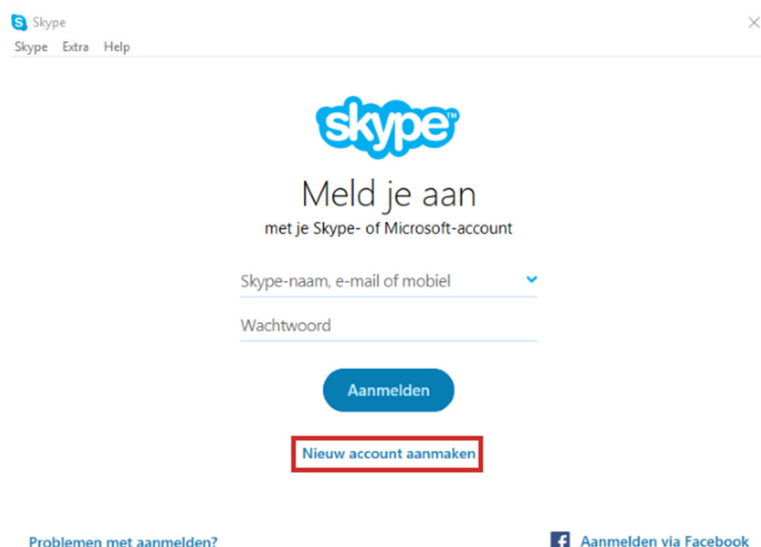 Skype
Skype Extra Help
skype™
Meld je aan
met je Skype- of Microsoft-account
Skype-naam, e-mail of mobiel
Wachtwoord
Aanmelden
Nieuw account aanmaken
Problemen met aanmelden?
Aanmelden via Facebook